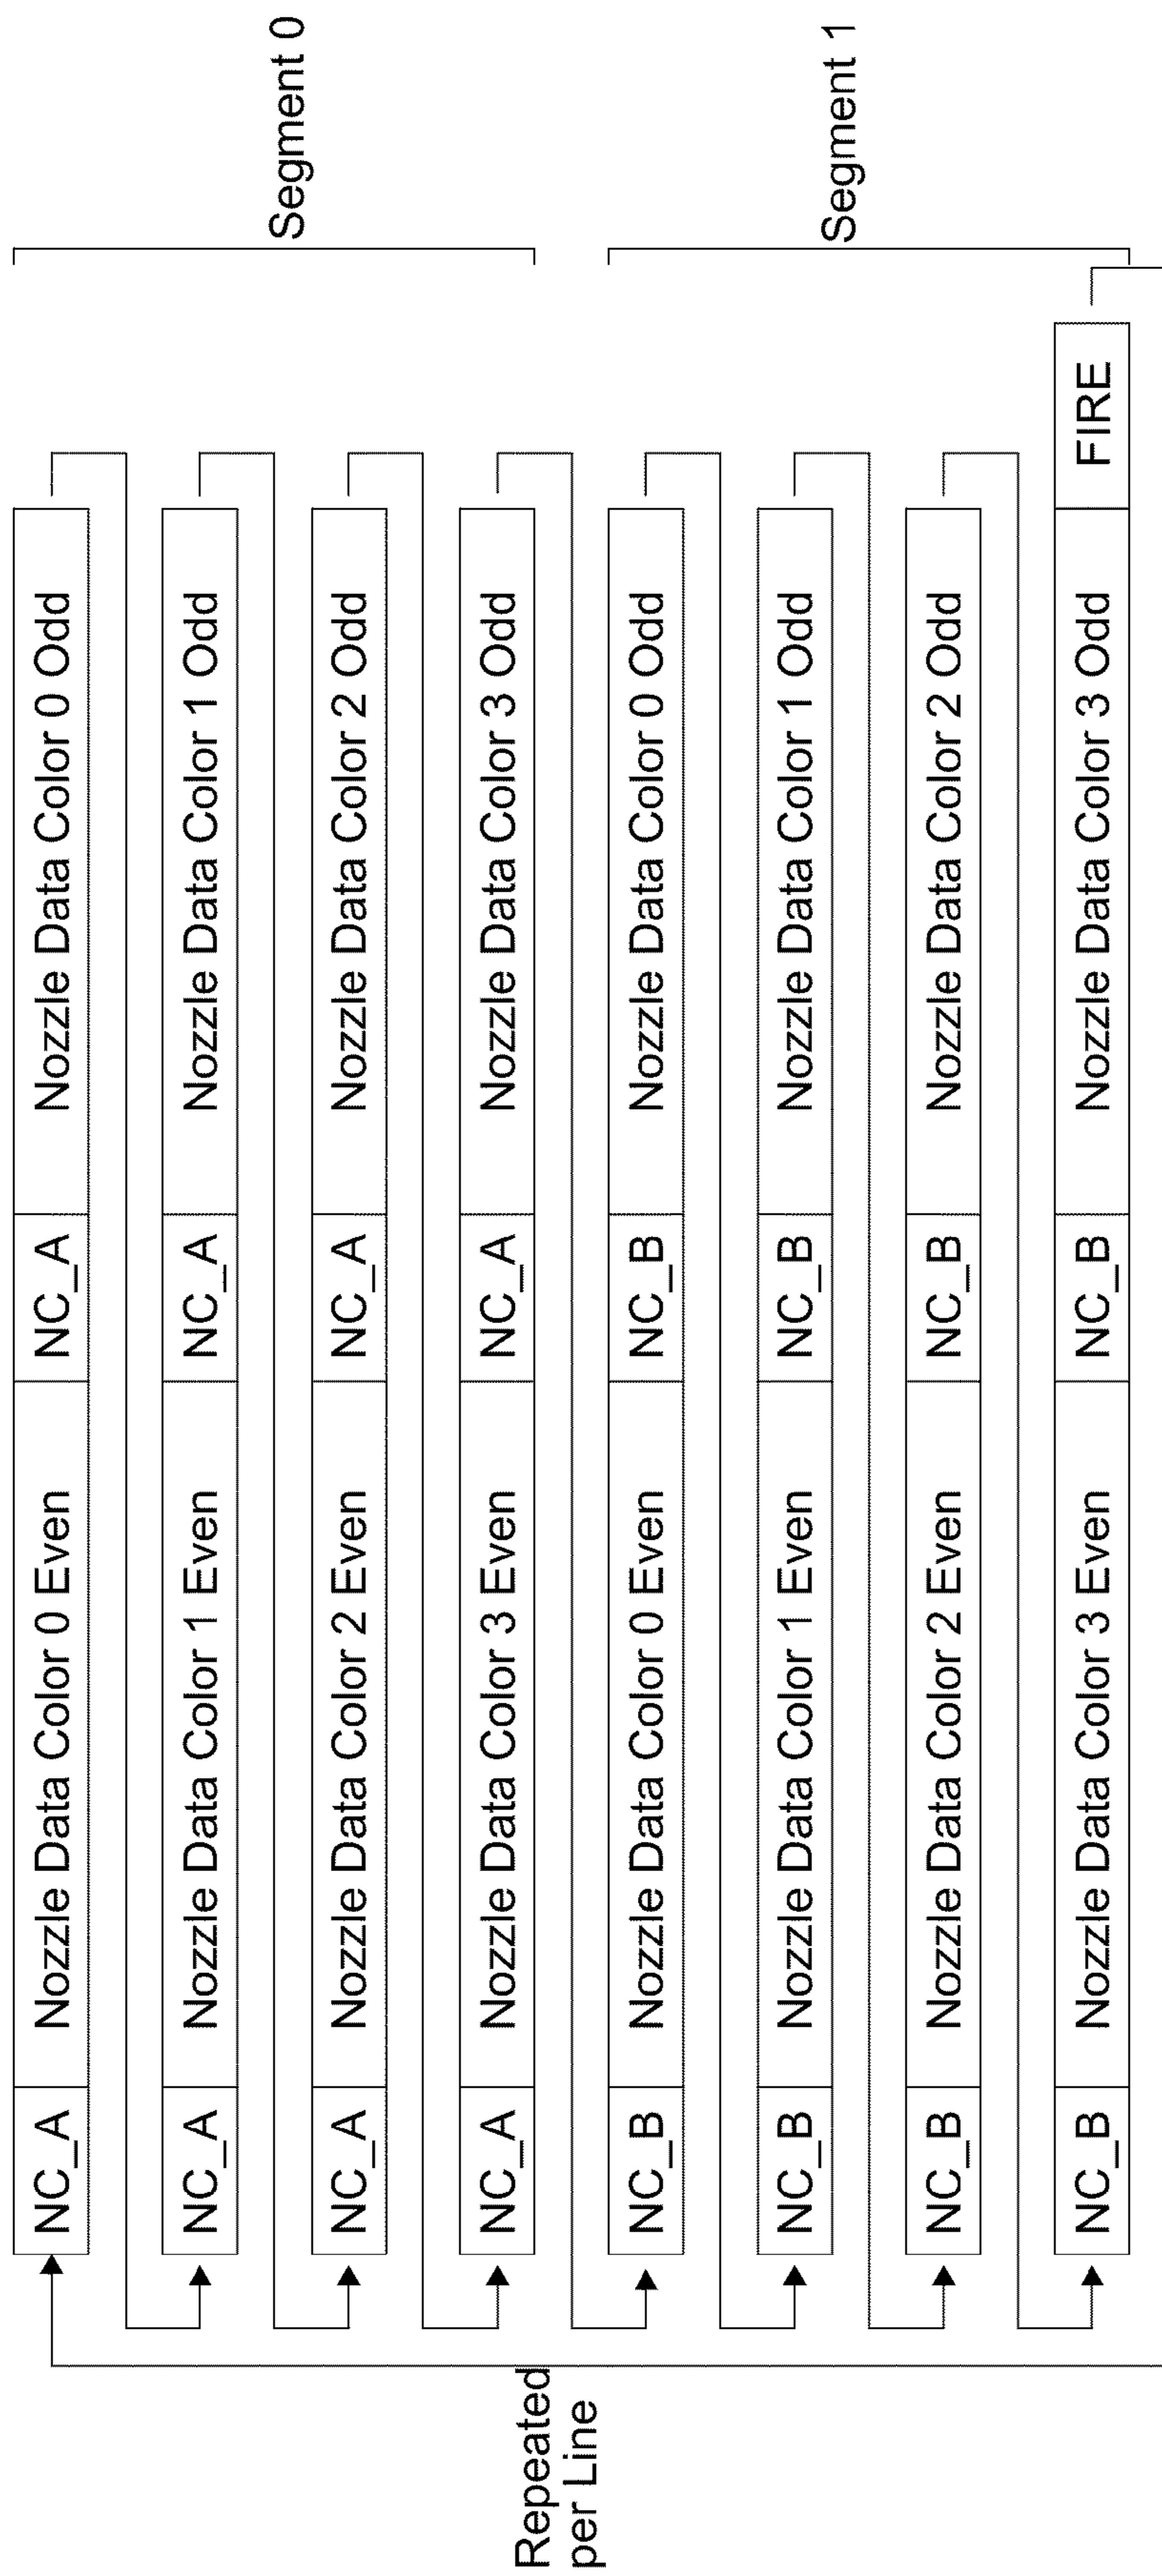 NC_A Nozzle Data Color 0 Even NC_A Nozzle Data Color 0 Odd
NC_A Nozzle Data Color 1 Even NC_A Nozzle Data Color 1 Odd
NC_A Nozzle Data Color 2 Even NC_A Nozzle Data Color 2 Odd
NC_A Nozzle Data Color 3 Even NC_A Nozzle Data Color 3 Odd
Segment 0
Repeated
per Line
NC_B Nozzle Data Color 0 Even NC_B Nozzle Data Color 0 Odd
NC_B Nozzle Data Color 1 Even NC_B Nozzle Data Color 1 Odd
NC_B Nozzle Data Color 2 Even NC_B Nozzle Data Color 2 Odd
NC_B Nozzle Data Color 3 Even NC_B Nozzle Data Color 3 Odd FIRE
Segment 1